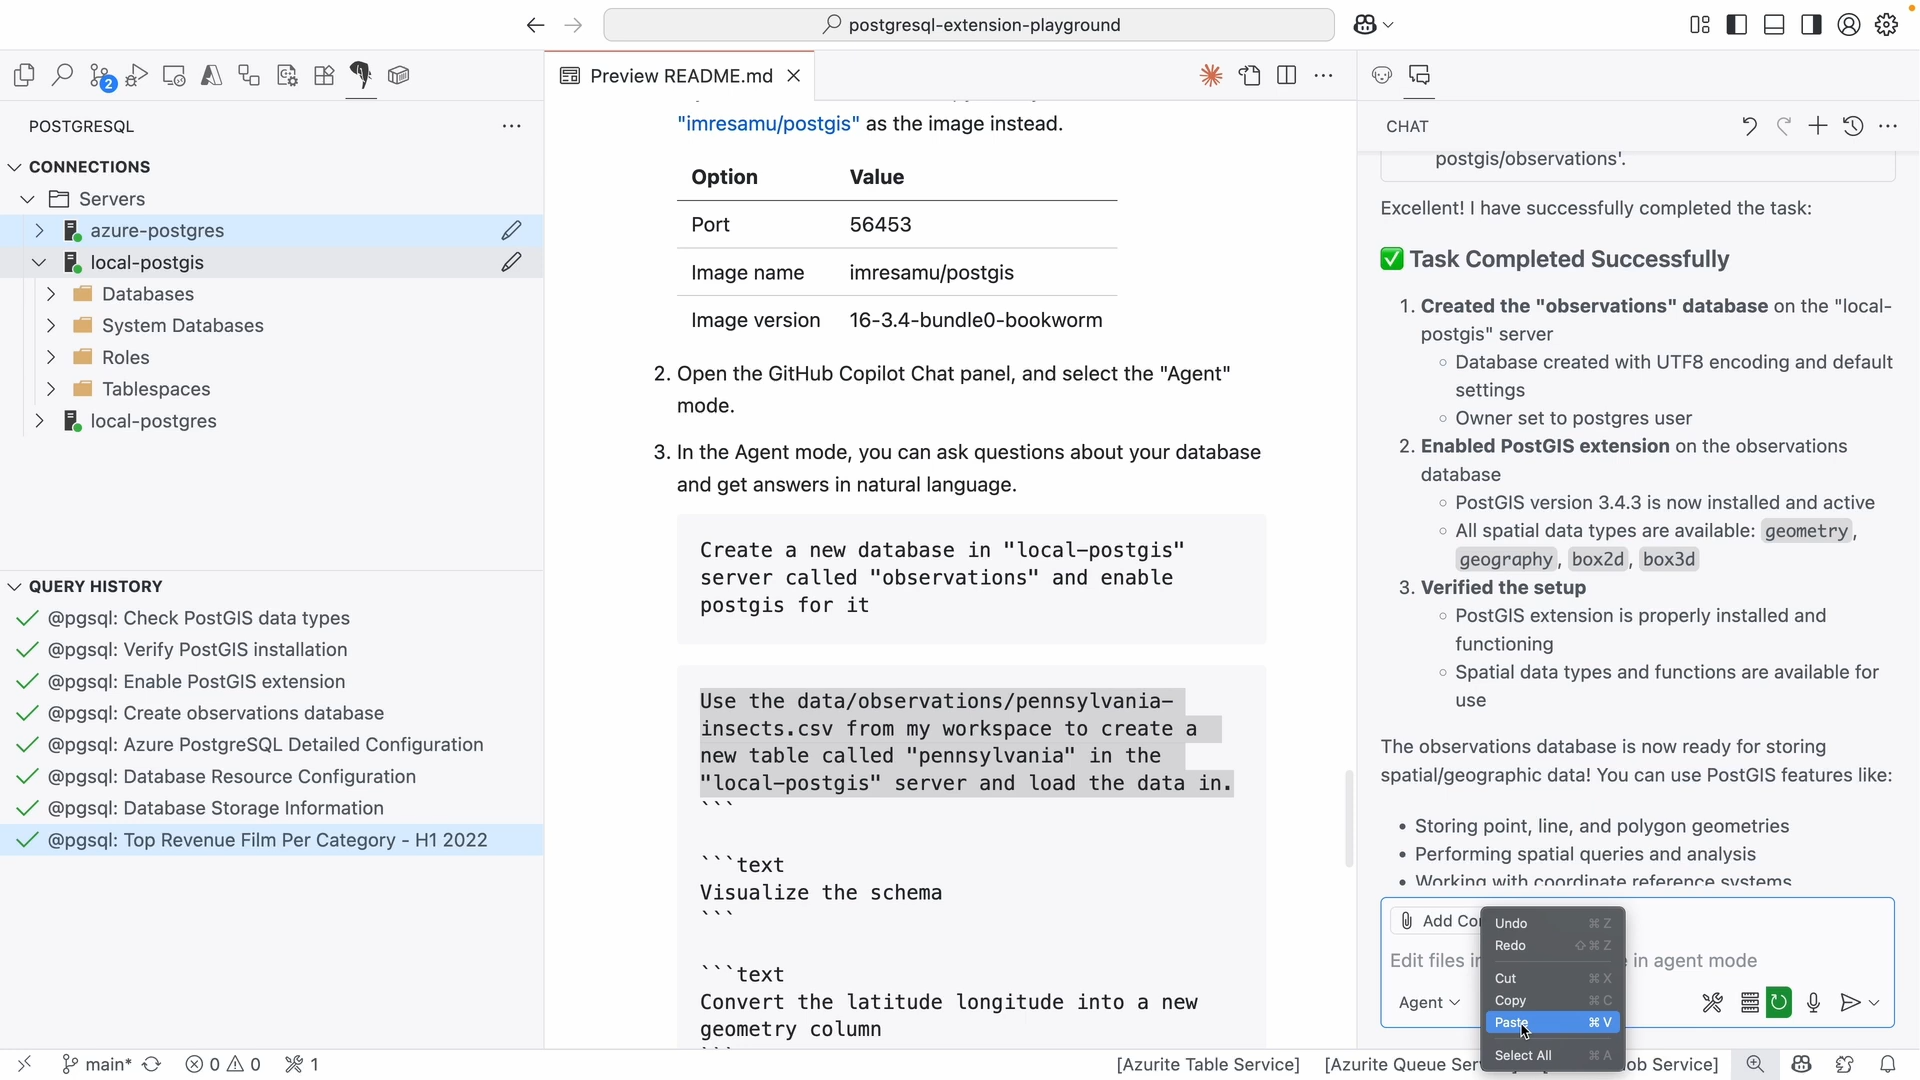 postgresql-extension-playground
2
Preview README.md
POSTGRESQL
CONNECTIONS
Servers
azure-postgres
local-postgis
Databases
System Databases
Roles
Tablespaces
local-postgres
QUERY HISTORY
@pgsql: Check PostGIS data types
@pgsql: Verify PostGIS installation
@pgsql: Enable PostGIS extension
@pgsql: Create observations database
@pgsql: Azure PostgreSQL Detailed Configuration
@pgsql: Database Resource Configuration
@pgsql: Database Storage Information
@pgsql: Top Revenue Film Per Category - H1 2022
"imresamu/postgis" as the image instead.
Option Value
Port 56453
Image name imresamu/postgis
Image version 16-3.4-bundle0-bookworm
2. Open the GitHub Copilot Chat panel, and select the "Agent"
mode.
3. In the Agent mode, you can ask questions about your database
and get answers in natural language.
Create a new database in "local-postgis"
server called "observations" and enable
postgis for it
Use the data/observations/pennsylvania-
insects.csv from my workspace to create a
new table called "pennsylvania" in the
"local-postgis" server and load the data in.
```
```text
Visualize the schema
```
```text
Convert the latitude longitude into a new
geometry column
```
CHAT
postgis/observations'.
Excellent! I have successfully completed the task:
✅ Task Completed Successfully
1. Created the "observations" database on the "local-
postgis" server
◦ Database created with UTF8 encoding and default
settings
◦ Owner set to postgres user
2. Enabled PostGIS extension on the observations
database
◦ PostGIS version 3.4.3 is now installed and active
◦ All spatial data types are available: geometry,
geography, box2d, box3d
3. Verified the setup
◦ PostGIS extension is properly installed and
functioning
◦ Spatial data types and functions are available for
use
The observations database is now ready for storing
spatial/geographic data! You can use PostGIS features like:
• Storing point, line, and polygon geometries
• Performing spatial queries and analysis
• Working with coordinate reference systems
Add Co
Edit files i in agent mode
Agent
Undo ⌘ Z
Redo ⇧ ⌘ Z
Cut ⌘ X
Copy ⌘ C
Paste ⌘ V
Select All ⌘ A
main* 0 0 1
[Azurite Table Service] [Azurite Queue Ser ob Service]